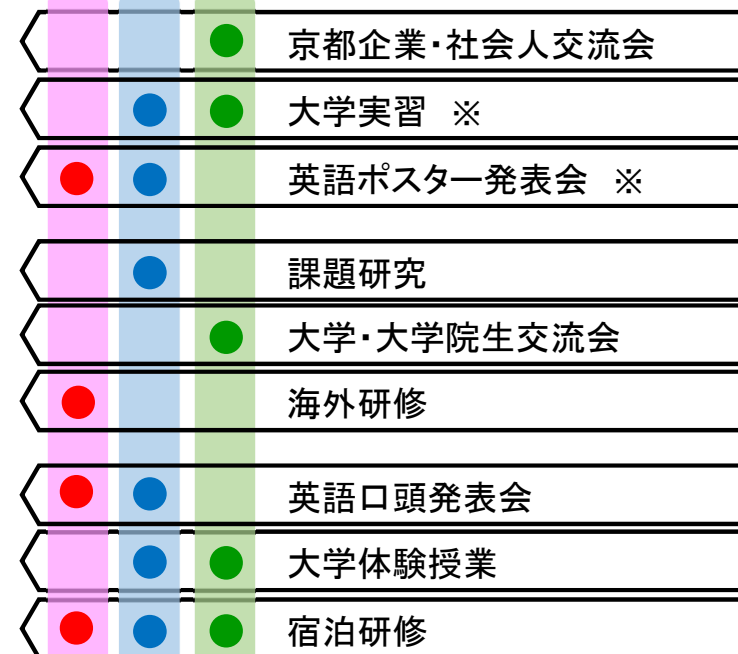 京都企業・社会人交流会
大学実習 ※
英語ポスター発表会 ※
課題研究
大学・大学院生交流会
海外研修
英語口頭発表会
大学体験授業
宿泊研修